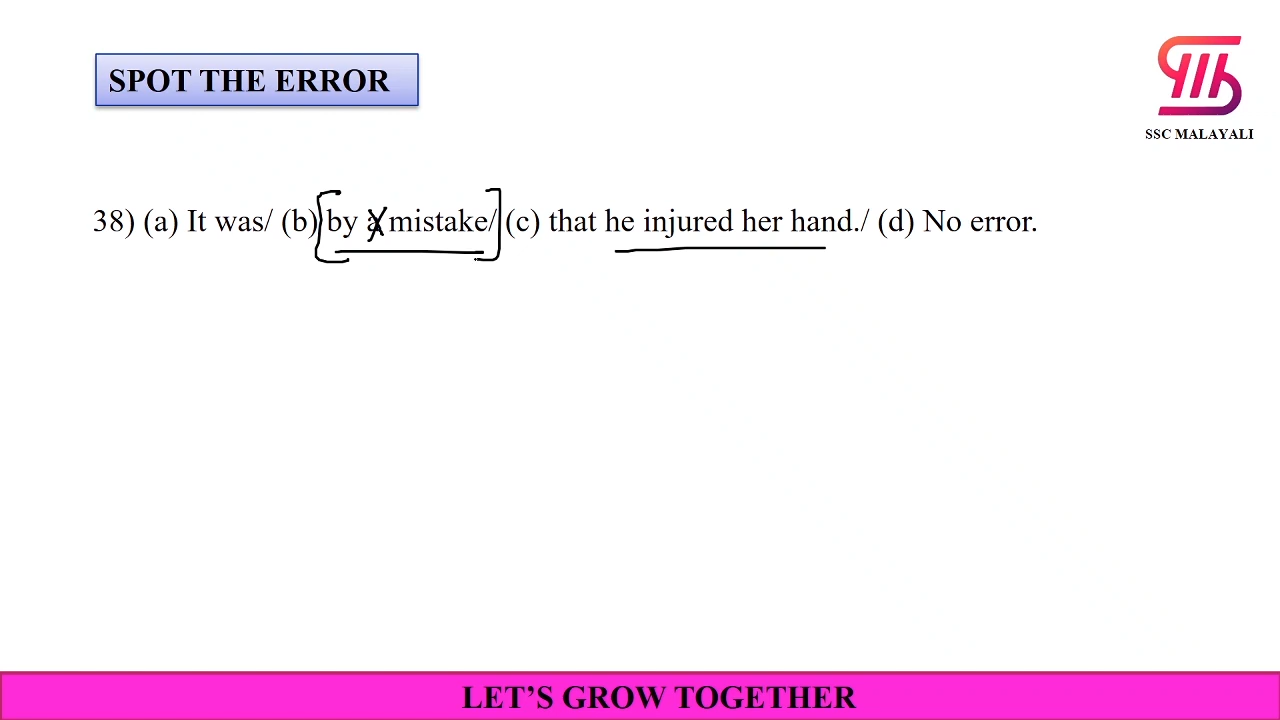 SPOT THE ERROR
SSC MALAYALI
38) (a) It was/ (b) by a mistake/ (c) that he injured her hand./ (d) No error.
LET'S GROW TOGETHER